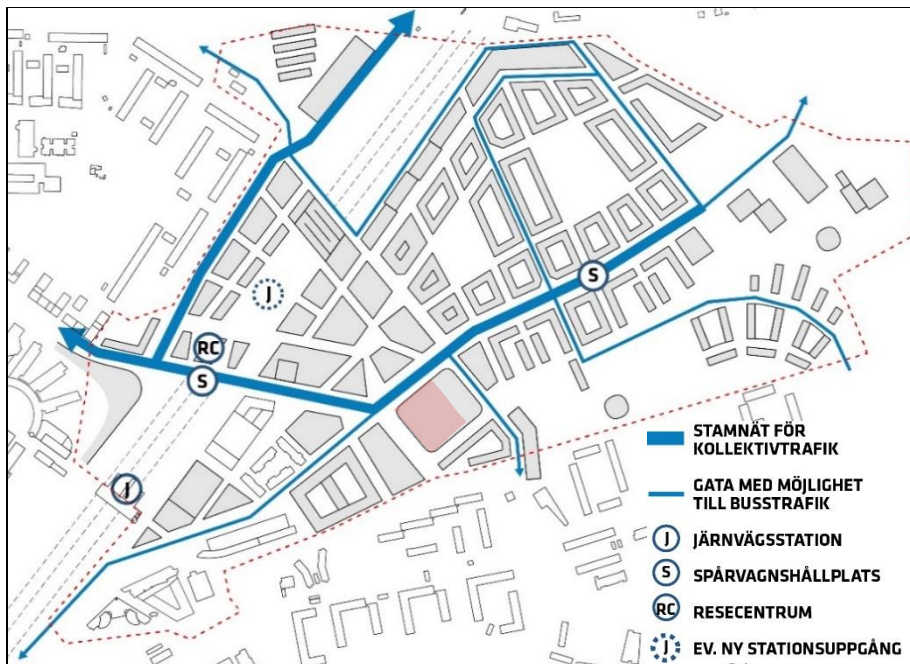 J
RC
S
S
J
STAMNÄT FÖR
KOLLEKTIVTRAFIK
GATA MED MÖJLIGHET
TILL BUSSTRAFIK
J JÄRNVÄGSSTATION
S SPÅRVAGNSHÅLLPLATS
RC RESECENTRUM
J EV. NY STATIONSUPPGÅNG